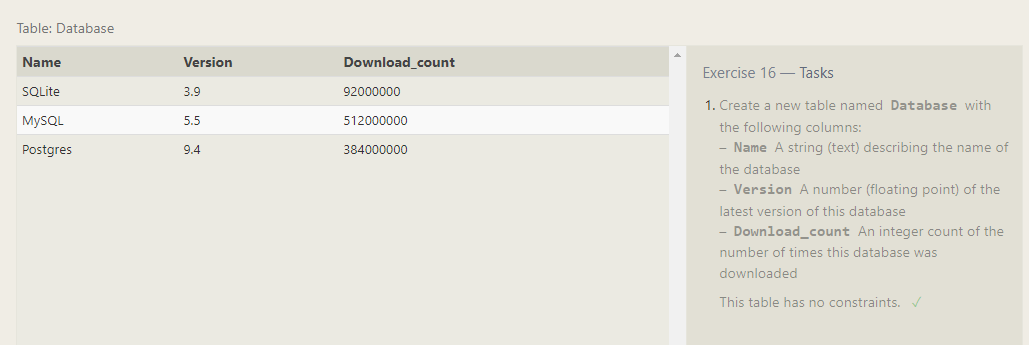 Table: Database
Name Version Download_count
SQLite 3.9 92000000
MySQL 5.5 512000000
Postgres 9.4 384000000
Exercise 16 — Tasks
1. Create a new table named Database with
the following columns:
– Name A string (text) describing the name of
the database
– Version A number (floating point) of the
latest version of this database
– Download_count An integer count of the
number of times this database was
downloaded
This table has no constraints. ✓